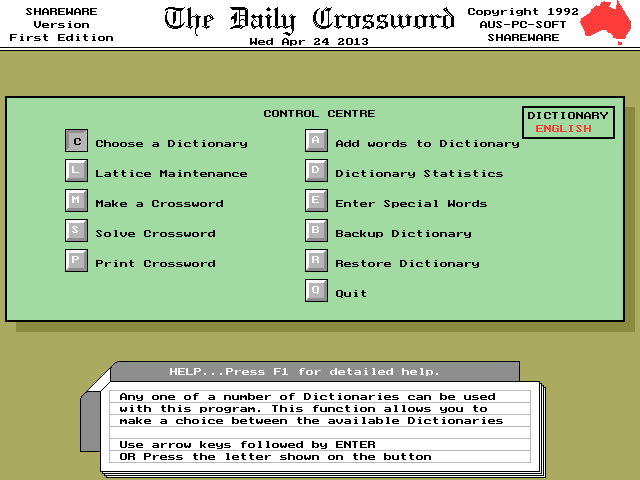 SHAREWARE
Version
First Edition
The Daily Crossword
Wed Apr 24 2013
Copyright 1992
AUS-PC-SOFT
SHAREWARE
CONTROL CENTRE
DICTIONARY
ENGLISH
C Choose a Dictionary
L Lattice Maintenance
M Make a Crossword
S Solve Crossword
P Print Crossword
A Add words to Dictionary
D Dictionary Statistics
E Enter Special Words
B Backup Dictionary
R Restore Dictionary
Q Quit
HELP...Press F1 for detailed help.
Any one of a number of Dictionaries can be used
with this program. This function allows you to
make a choice between the available Dictionaries
Use arrow keys followed by ENTER
OR Press the letter shown on the button